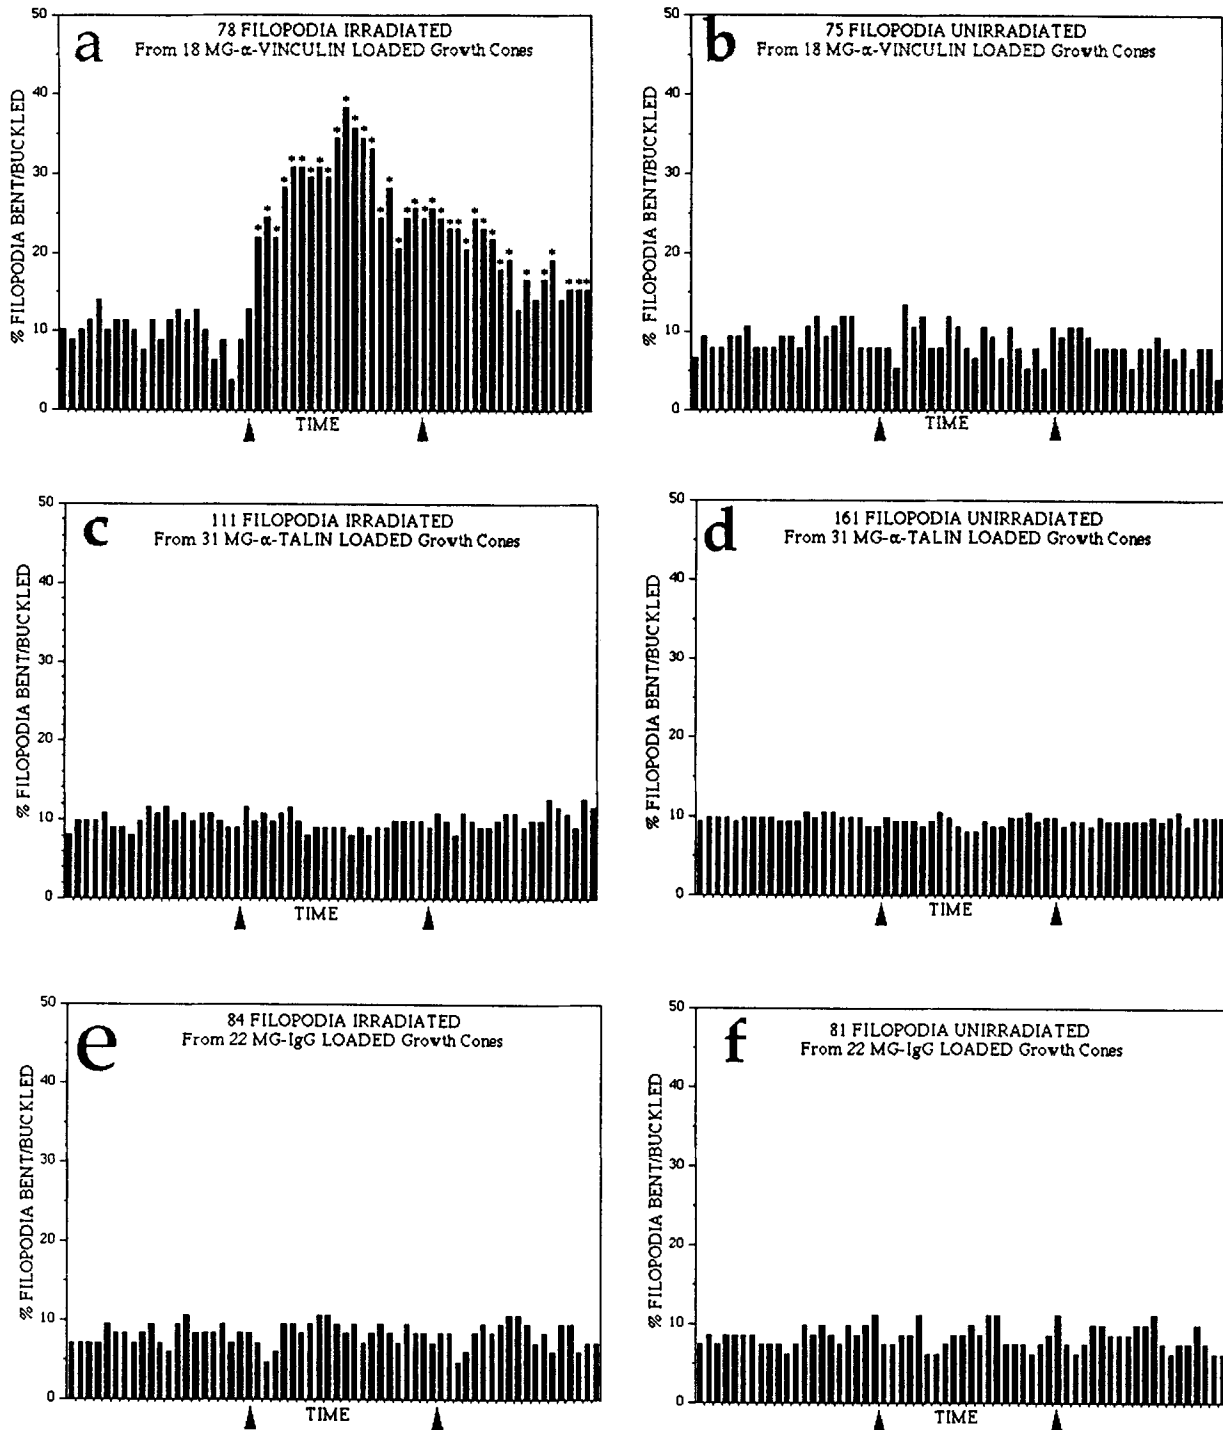 a
78 FILOPODIA IRRADIATED
From 18 MG-α-VINCULIN LOADED Growth Cones
% FILOPODIA BENT/BUCKLED
50
40
30
20
10
0
* * * * * * * * * * * * * * * * * * * * * * * * * * * * * * * * * * * * *
TIME
b
75 FILOPODIA UNIRRADIATED
From 18 MG-α-VINCULIN LOADED Growth Cones
% FILOPODIA BENT/BUCKLED
50
40
30
20
10
0
TIME
c
111 FILOPODIA IRRADIATED
From 31 MG-α-TALIN LOADED Growth Cones
% FILOPODIA BENT/BUCKLED
50
40
30
20
10
0
TIME
d
161 FILOPODIA UNIRRADIATED
From 31 MG-α-TALIN LOADED Growth Cones
% FILOPODIA BENT/BUCKLED
50
40
30
20
10
0
TIME
e
84 FILOPODIA IRRADIATED
From 22 MG-IgG LOADED Growth Cones
% FILOPODIA BENT/BUCKLED
50
40
30
20
10
0
TIME
f
81 FILOPODIA UNIRRADIATED
From 22 MG-IgG LOADED Growth Cones
% FILOPODIA BENT/BUCKLED
50
40
30
20
10
0
TIME